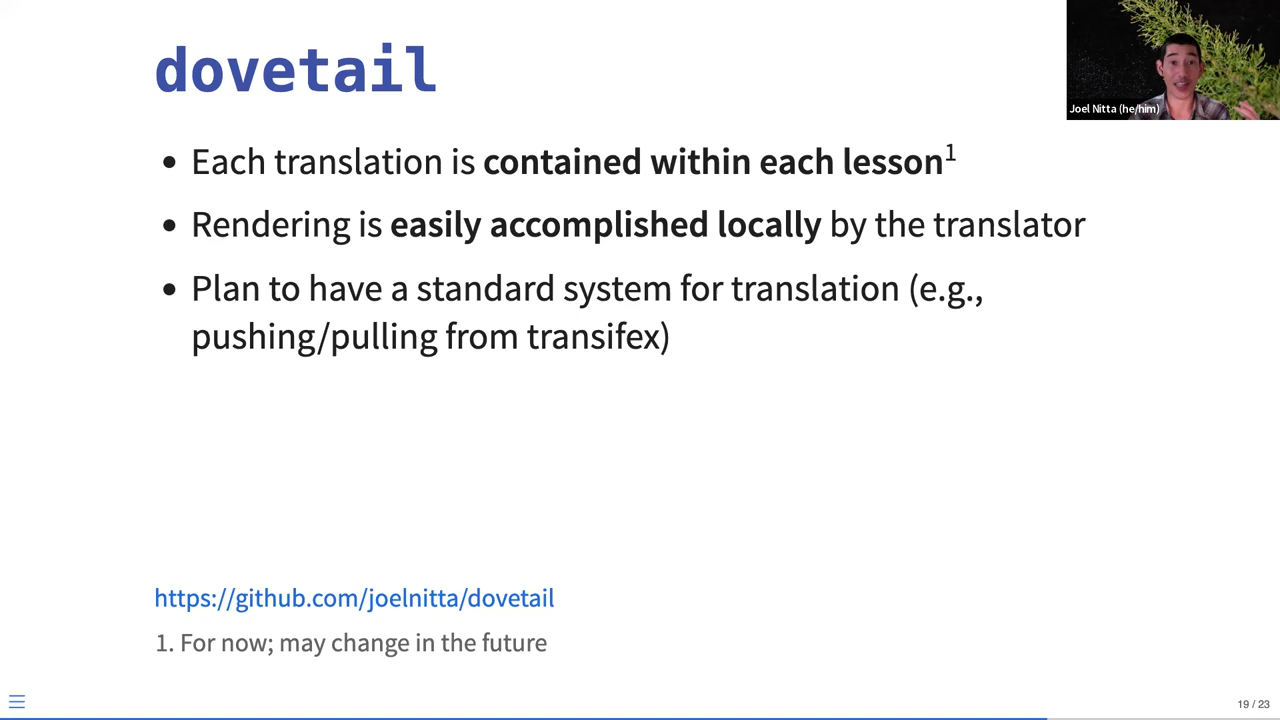 dovetail
Joel Nitta (he/him)
• Each translation is contained within each lesson1
• Rendering is easily accomplished locally by the translator
• Plan to have a standard system for translation (e.g.,
pushing/pulling from transifex)
https://github.com/joelnitta/dovetail
1. For now; may change in the future
19 / 23